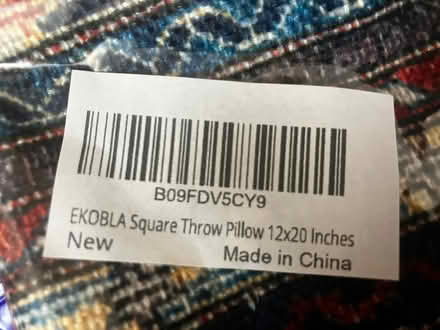 B09FDV5CY9
EKOBLA Square Throw Pillow 12x20 Inches
New
Made in China